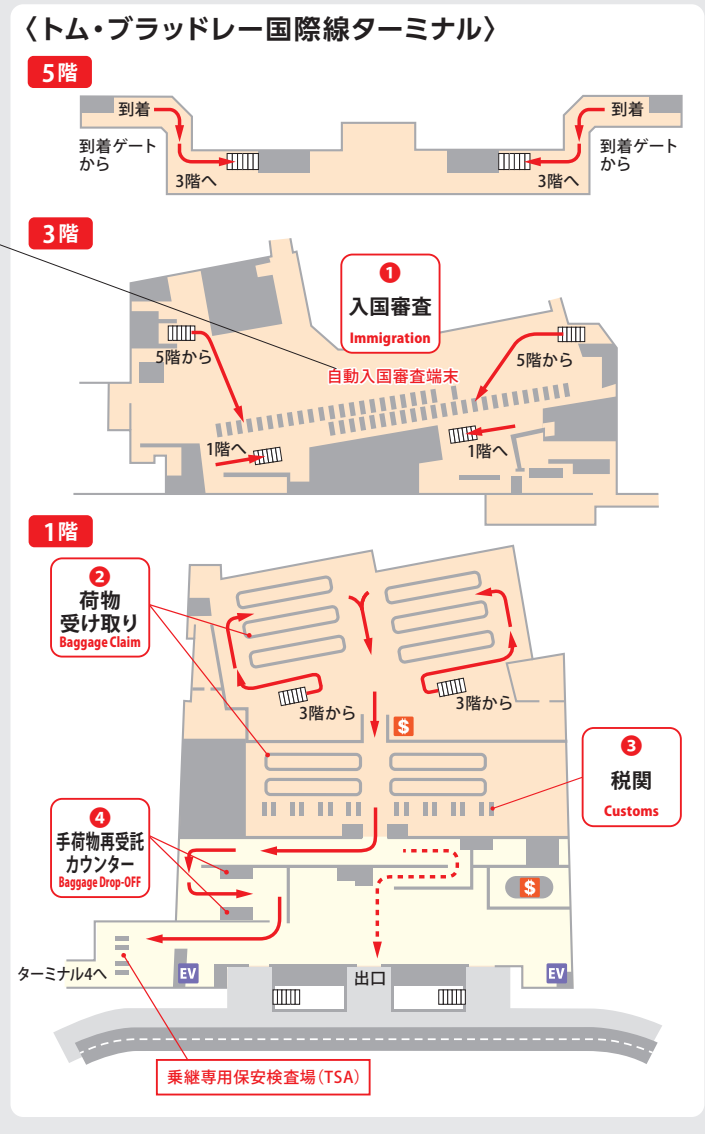 〈トム・ブラッドレー国際線ターミナル〉
5階
到着
到着
到着ゲート
から
到着ゲート
から
3階へ
3階へ
3階
1
入国審査
Immigration
5階から
5階から
自動入国審査端末
1階へ
1階へ
1階
2
荷物
受け取り
Baggage Claim
3階から
3階から
$
3
税関
Customs
4
手荷物再受託
カウンター
Baggage Drop-OFF
$
ターミナル4へ
EV
出口
EV
乗継専用保安検査場(TSA)